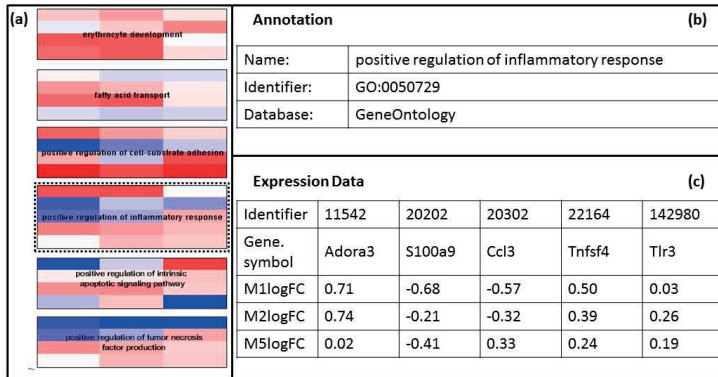 (a)
erythrocyte development
fatty acid transport
positive regulation of cell-substrate adhesion
positive regulation of inflammatory response
positive regulation of intrinsic
apoptotic signaling pathway
positive regulation of tumor necrosis
factor production
Annotation (b)
Name: positive regulation of inflammatory response
Identifier: GO:0050729
Database: GeneOntology
Expression Data (c)
Identifier 11542 20202 20302 22164 142980
Gene. symbol Adora3 S100a9 Ccl3 Tnfsf4 Tlr3
M1logFC 0.71 -0.68 -0.57 0.50 0.03
M2logFC 0.74 -0.21 -0.32 0.39 0.26
M5logFC 0.02 -0.41 0.33 0.24 0.19